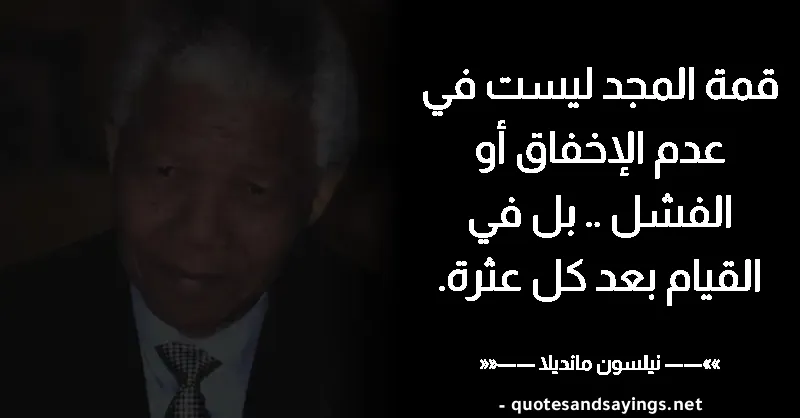 قمة المجد ليست في
عدم الإخفاق أو
الفشل .. بل في
القيام بعد كل عثرة.
»»—— نيلسون مانديلا ——««
- quotesandsayings.net